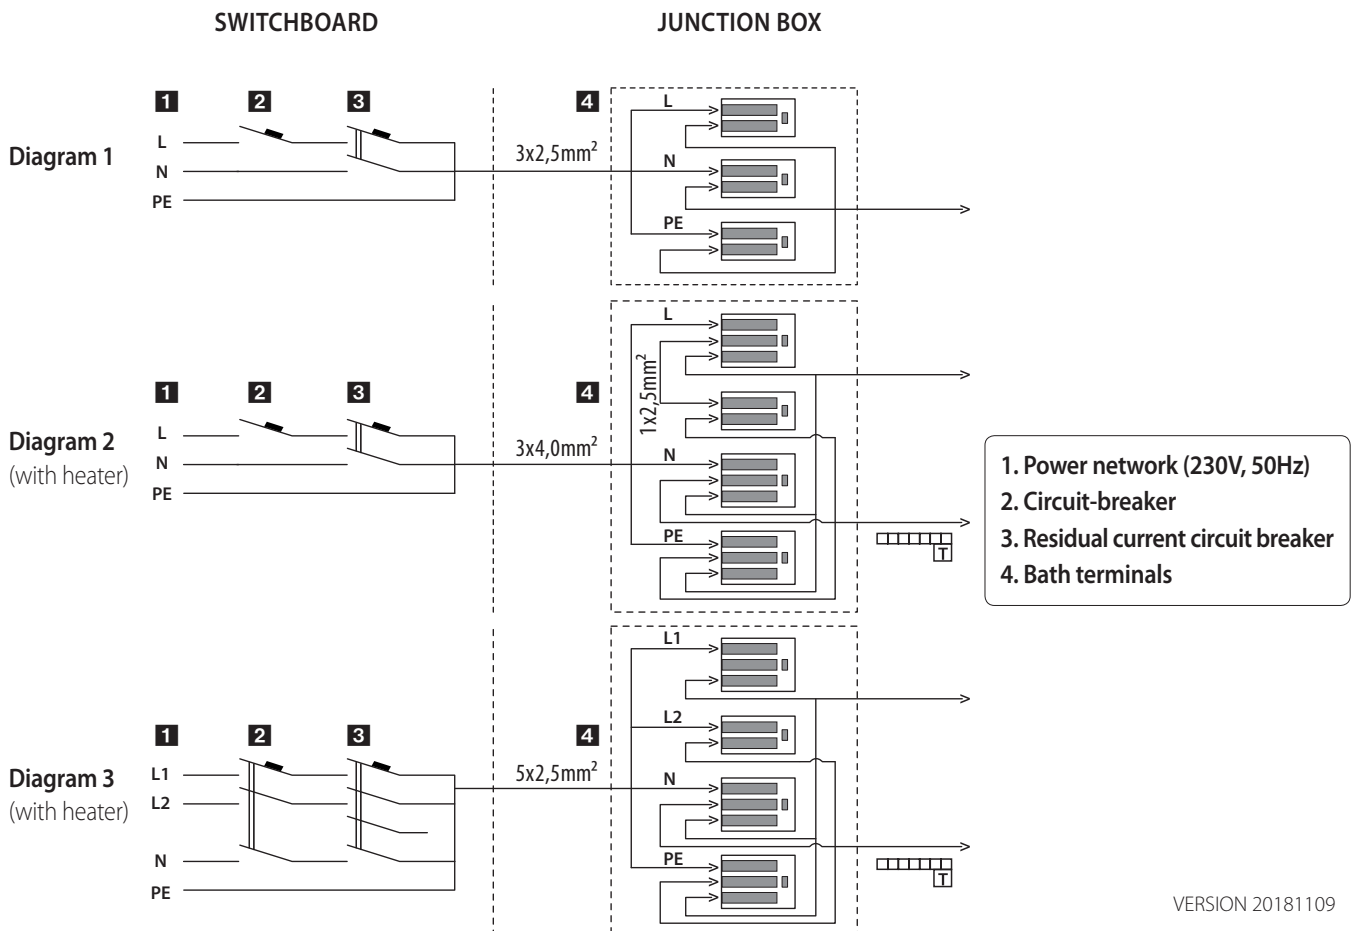 SWITCHBOARD
JUNCTION BOX
1 2 3 4
Diagram 1
L
N
PE
3x2,5mm²
L
N
PE
1 2 3 4
Diagram 2
(with heater)
L
N
PE
3x4,0mm²
L
1x2,5mm²
N
PE
T
1. Power network (230V, 50Hz)
2. Circuit-breaker
3. Residual current circuit breaker
4. Bath terminals
1 2 3 4
Diagram 3
(with heater)
L1
L2
N
PE
5x2,5mm²
L1
L2
N
PE
T
VERSION 20181109